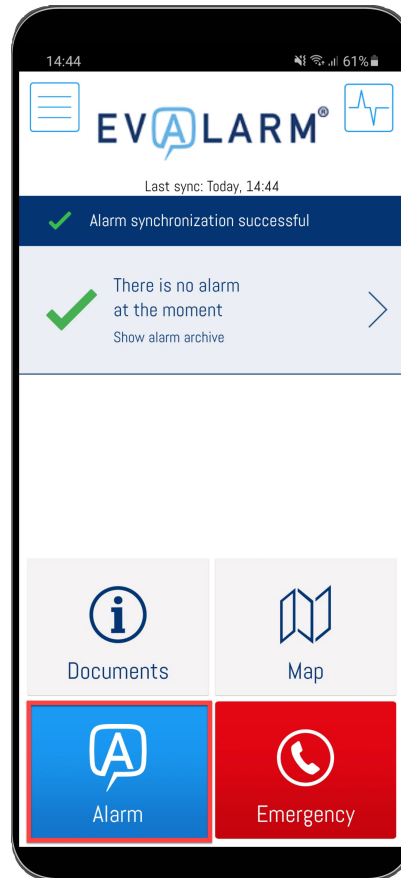 14:44 61%
EVALARM®
Last sync: Today, 14:44
Alarm synchronization successful
There is no alarm
at the moment
Show alarm archive
Documents Map
Alarm Emergency